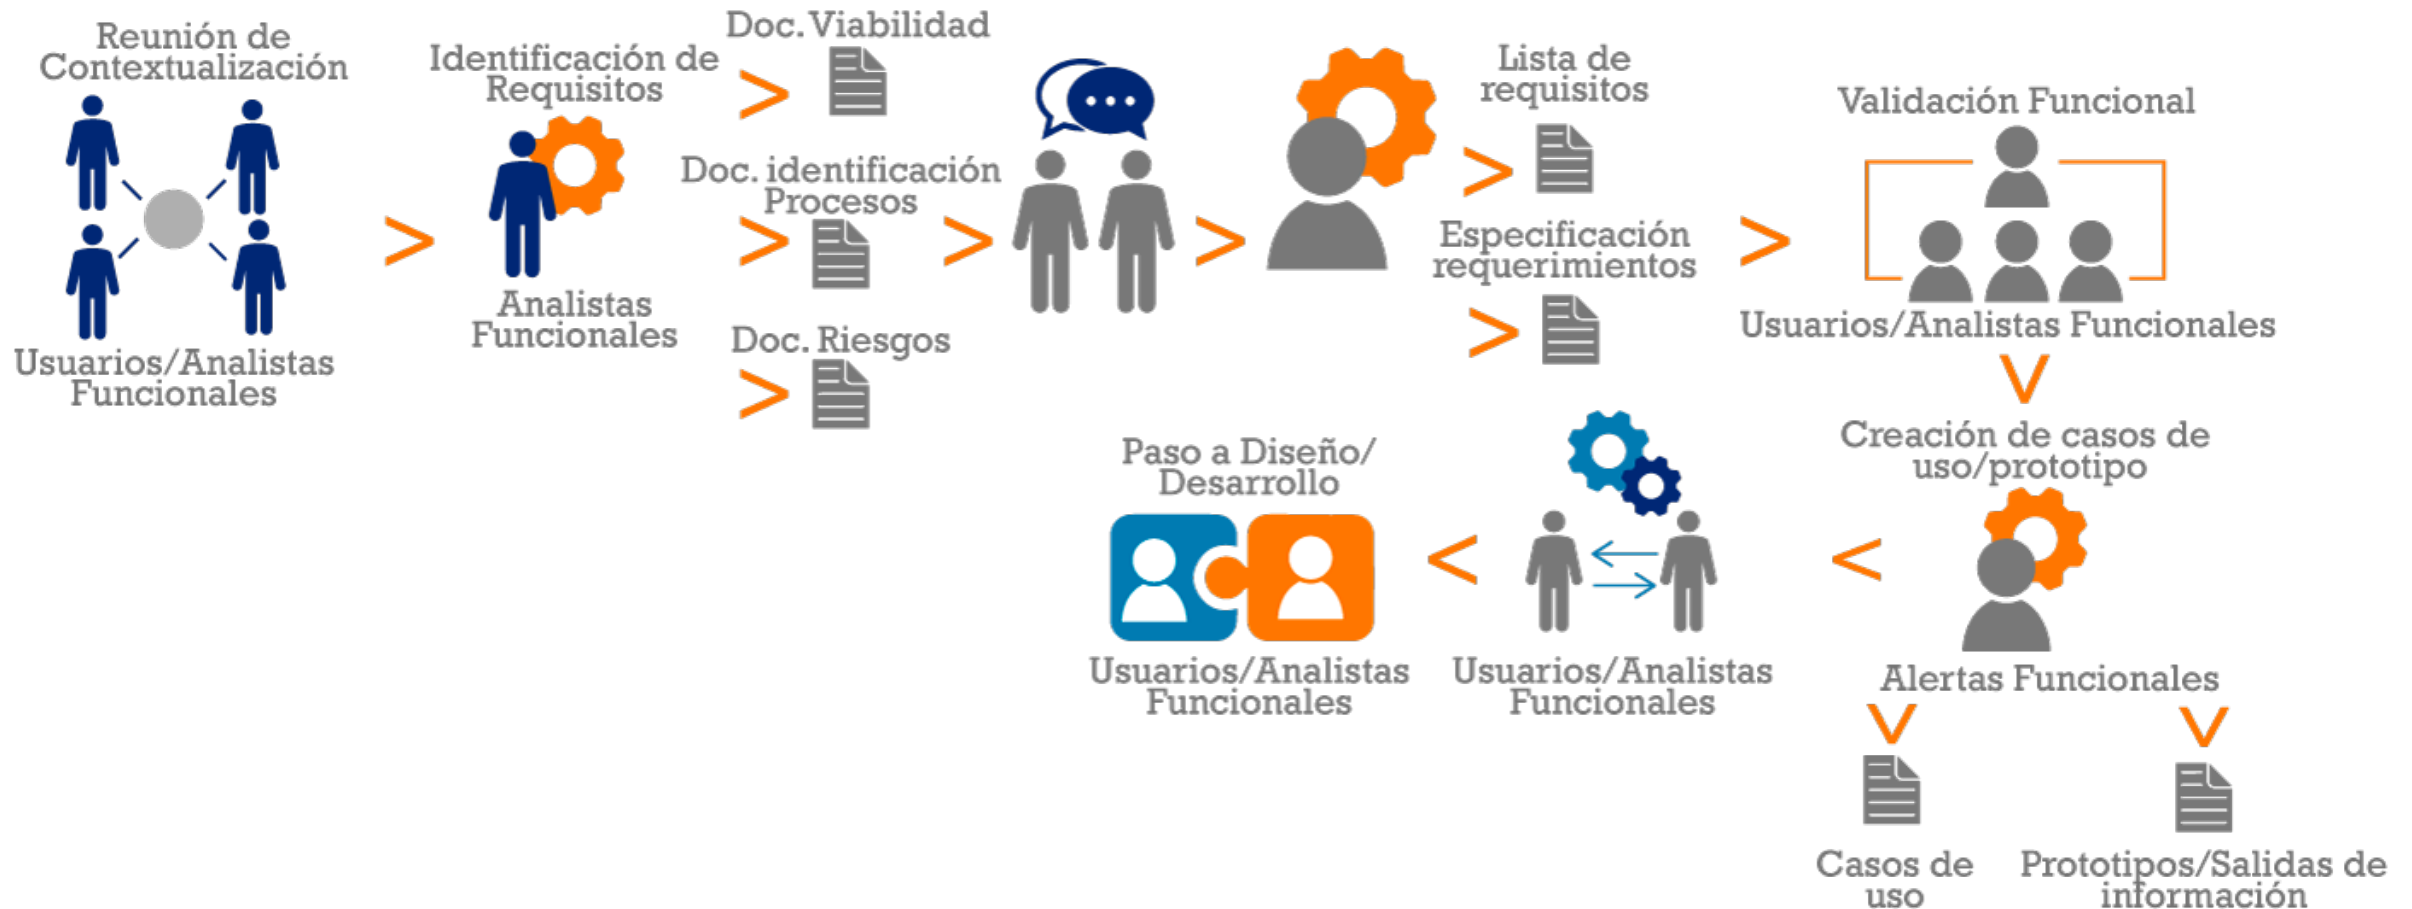 Reunión de
Contextualización
Usuarios/Analistas
Funcionales
Identificación de
Requisitos
Analistas
Funcionales
Doc. Viabilidad
Doc. identificación
Procesos
Doc. Riesgos
Lista de
requisitos
Especificación
requerimientos
Validación Funcional
Usuarios/Analistas Funcionales
Creación de casos de
uso/prototipo
Alertas Funcionales
Casos de
uso
Prototipos/Salidas de
información
Usuarios/Analistas
Funcionales
Paso a Diseño/
Desarrollo
Usuarios/Analistas
Funcionales